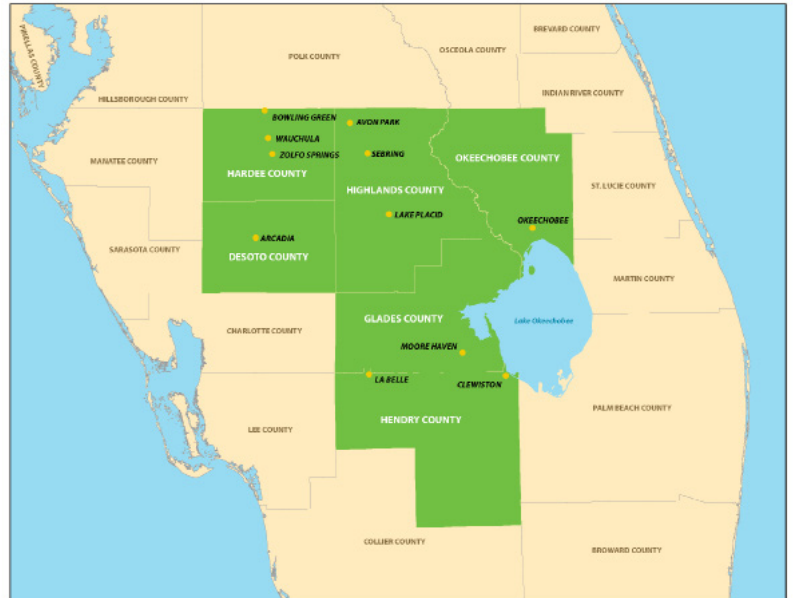 BREVARD COUNTY
PINELLAS COUNTY
OSCEOLA COUNTY
POLK COUNTY
INDIAN RIVER COUNTY
HILLSBOROUGH COUNTY
BOWLING GREEN
AVON PARK
WAUCHULA
ZOLFO SPRINGS
SEBRING
OKEECHOBEE COUNTY
MANATEE COUNTY
HARDEE COUNTY
HIGHLANDS COUNTY
ST. LUCIE COUNTY
LAKE PLACID
OKEECHOBEE
ARCADIA
SARASOTA COUNTY
DESOTO COUNTY
MARTIN COUNTY
GLADES COUNTY
Lake Okeechobee
CHARLOTTE COUNTY
MOORE HAVEN
LA BELLE
CLEWISTON
PALM BEACH COUNTY
HENDRY COUNTY
LEE COUNTY
COLLIER COUNTY
BROWARD COUNTY